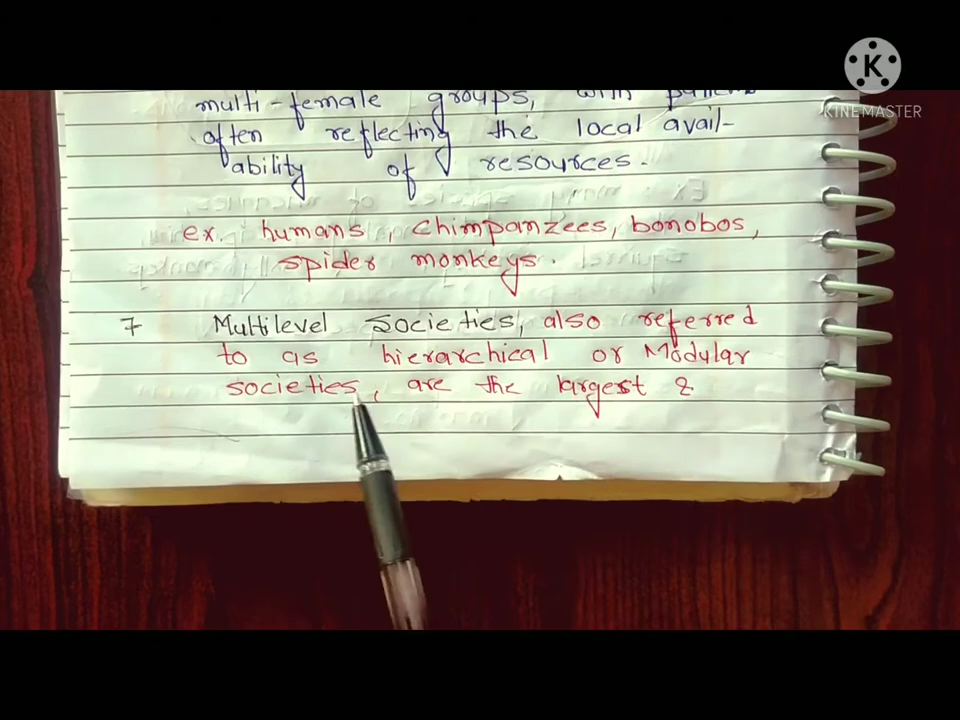 multi-female groups, with
often reflecting the local avail-
ability of resources.
ex. humans, chimpanzees, bonobos,
spider monkeys.
7 Multilevel societies, also referred
to as hierarchical or Modular
societies, are the largest &
K
KINEMASTER